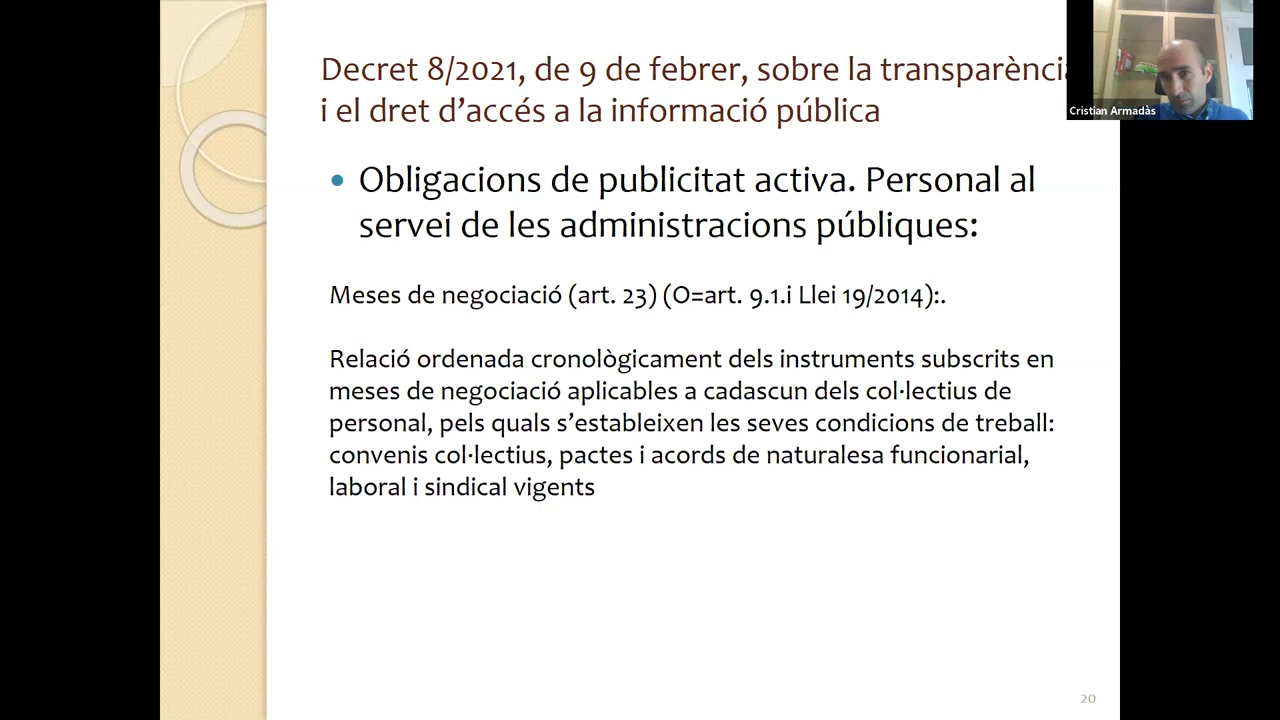 Decret 8/2021, de 9 de febrer, sobre la transparència
i el dret d’accés a la informació pública
Cristian Armadàs
• Obligacions de publicitat activa. Personal al
servei de les administracions públiques:
Meses de negociació (art. 23) (O=art. 9.1.i Llei 19/2014):.
Relació ordenada cronològicament dels instruments subscrits en
meses de negociació aplicables a cadascun dels col·lectius de
personal, pels quals s’estableixen les seves condicions de treball:
convenis col·lectius, pactes i acords de naturalesa funcionarial,
laboral i sindical vigents
20